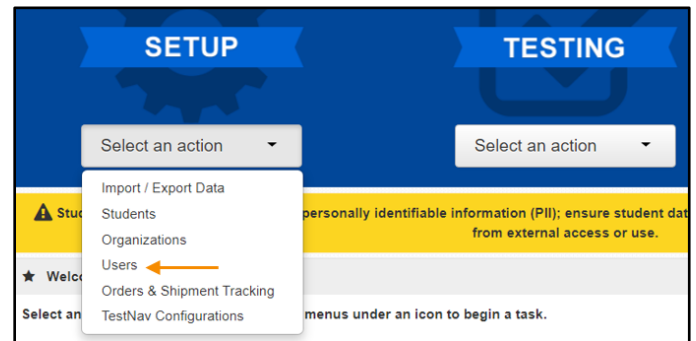 SETUP
TESTING
Select an action
Select an action
Import / Export Data
Students
Organizations
Users
Orders & Shipment Tracking
TestNav Configurations
Stu
personally identifiable information (PII); ensure student dat
from external access or use.
Welco
Select an
menus under an icon to begin a task.